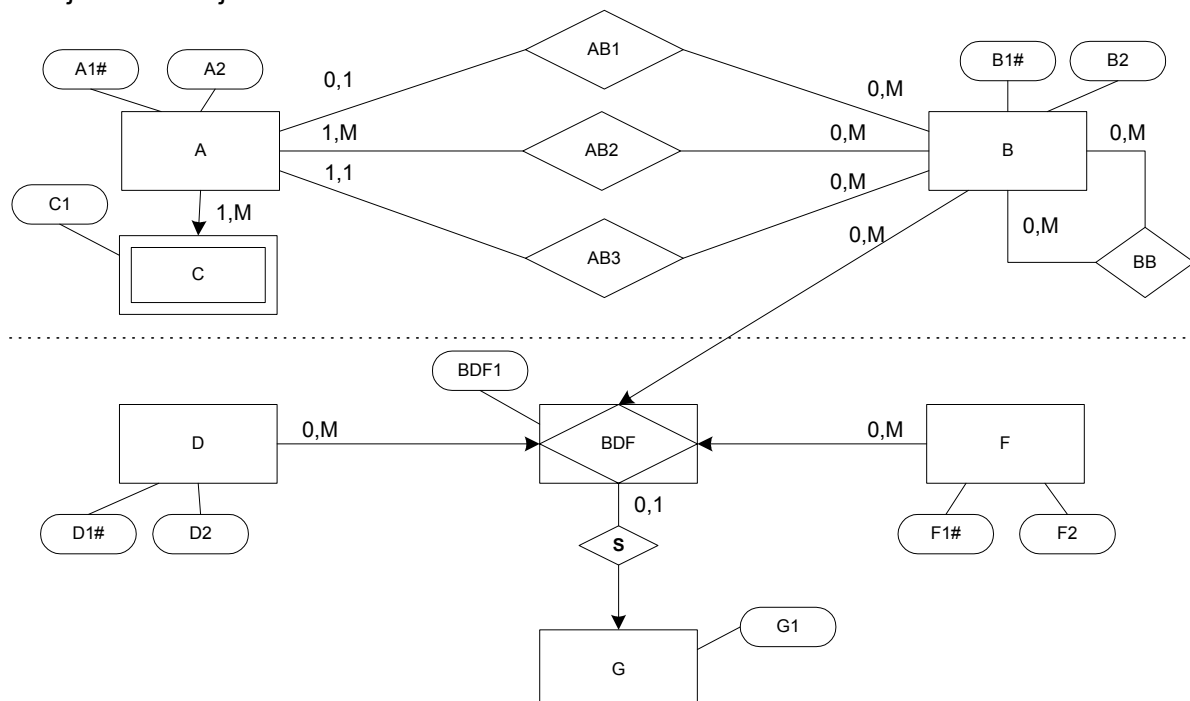 AB1
A1#
A2
B1#
B2
0,1
0,M
A
1,M
AB2
0,M
B
0,M
1,1
0,M
C1
1,M
0,M
0,M
C
AB3
BB
BDF1
D
0,M
BDF
0,M
F
0,1
D1#
D2
S
F1#
F2
G1
G